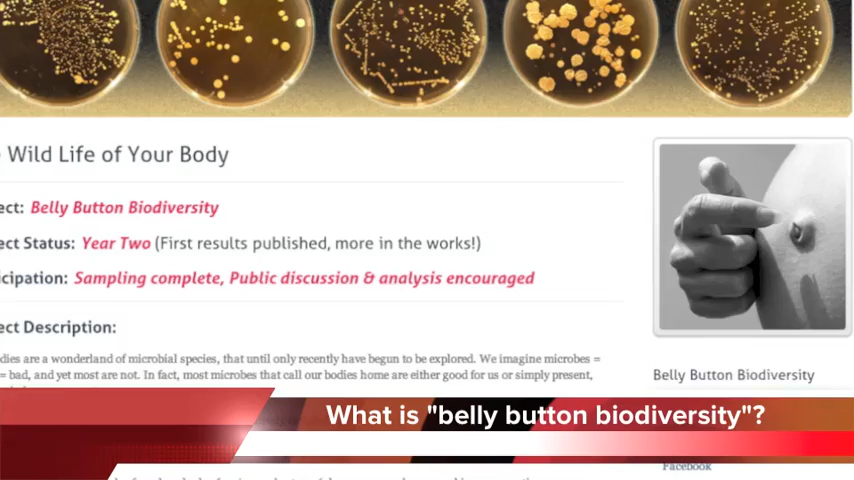 Wild Life of Your Body
ect: Belly Button Biodiversity
ect Status: Year Two (First results published, more in the works!)
icipation: Sampling complete, Public discussion & analysis encouraged
ect Description:
dies are a wonderland of microbial species, that until only recently have begun to be explored. We imagine microbes =
= bad, and yet most are not. In fact, most microbes that call our bodies home are either good for us or simply present,
Belly Button Biodiversity
What is "belly button biodiversity"?
Facebook